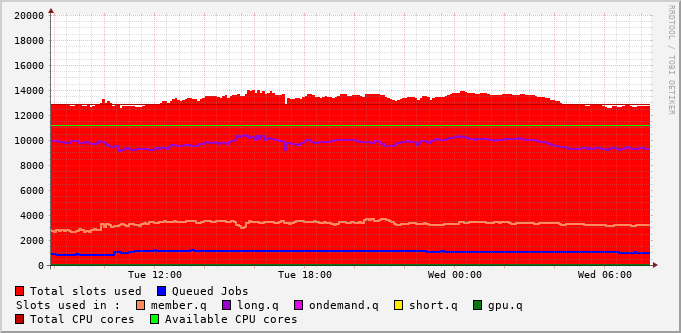 20000
18000
16000
14000
12000
10000
8000
6000
4000
2000
0
Tue 12:00 Tue 18:00 Wed 00:00 Wed 06:00
RRDTOOL / TOBI OETIKER
Total slots used Queued Jobs
Slots used in : member.q long.q ondemand.q short.q gpu.q
Total CPU cores Available CPU cores